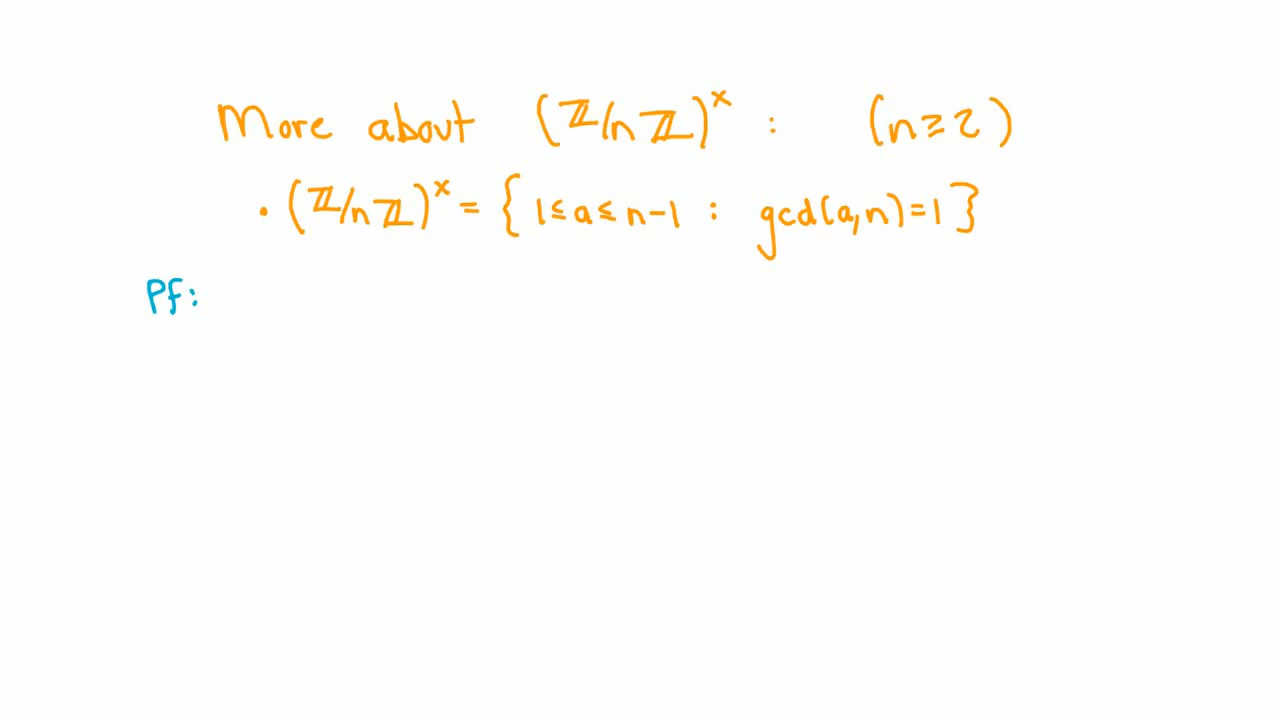 More about (ℤ/nℤ)^x : (n≥2)
• (ℤ/nℤ)^x = { 1≤a≤n-1 : gcd(a,n)=1 }
Pf: